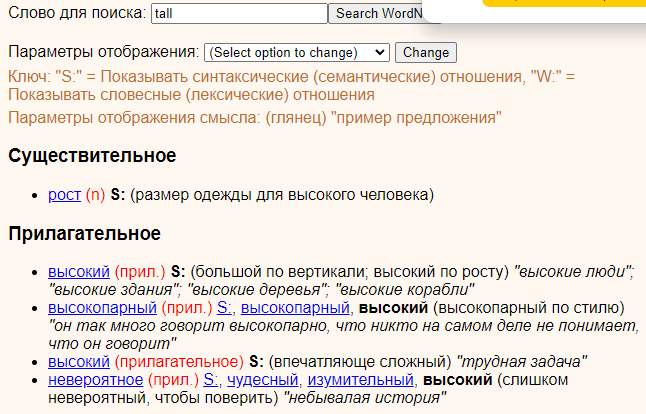 Слово для поиска: tall Search WordN
Параметры отображения: (Select option to change) Change
Ключ: "S:" = Показывать синтаксические (семантические) отношения, "W:" =
Показывать словесные (лексические) отношения
Параметры отображения смысла: (глянец) "пример предложения"
Существительное
• рост (n) S: (размер одежды для высокого человека)
Прилагательное
• высокий (прил.) S: (большой по вертикали; высокий по росту) "высокие люди";
"высокие здания"; "высокие деревья"; "высокие корабли"
• высокопарный (прил.) S:, высокопарный, высокий (высокопарный по стилю)
"он так много говорит высокопарно, что никто на самом деле не понимает,
что он говорит"
• высокий (прилагательное) S: (впечатляюще сложный) "трудная задача"
• невероятное (прил.) S:, чудесный, изумительный, высокий (слишком
невероятный, чтобы поверить) "небывалая история"